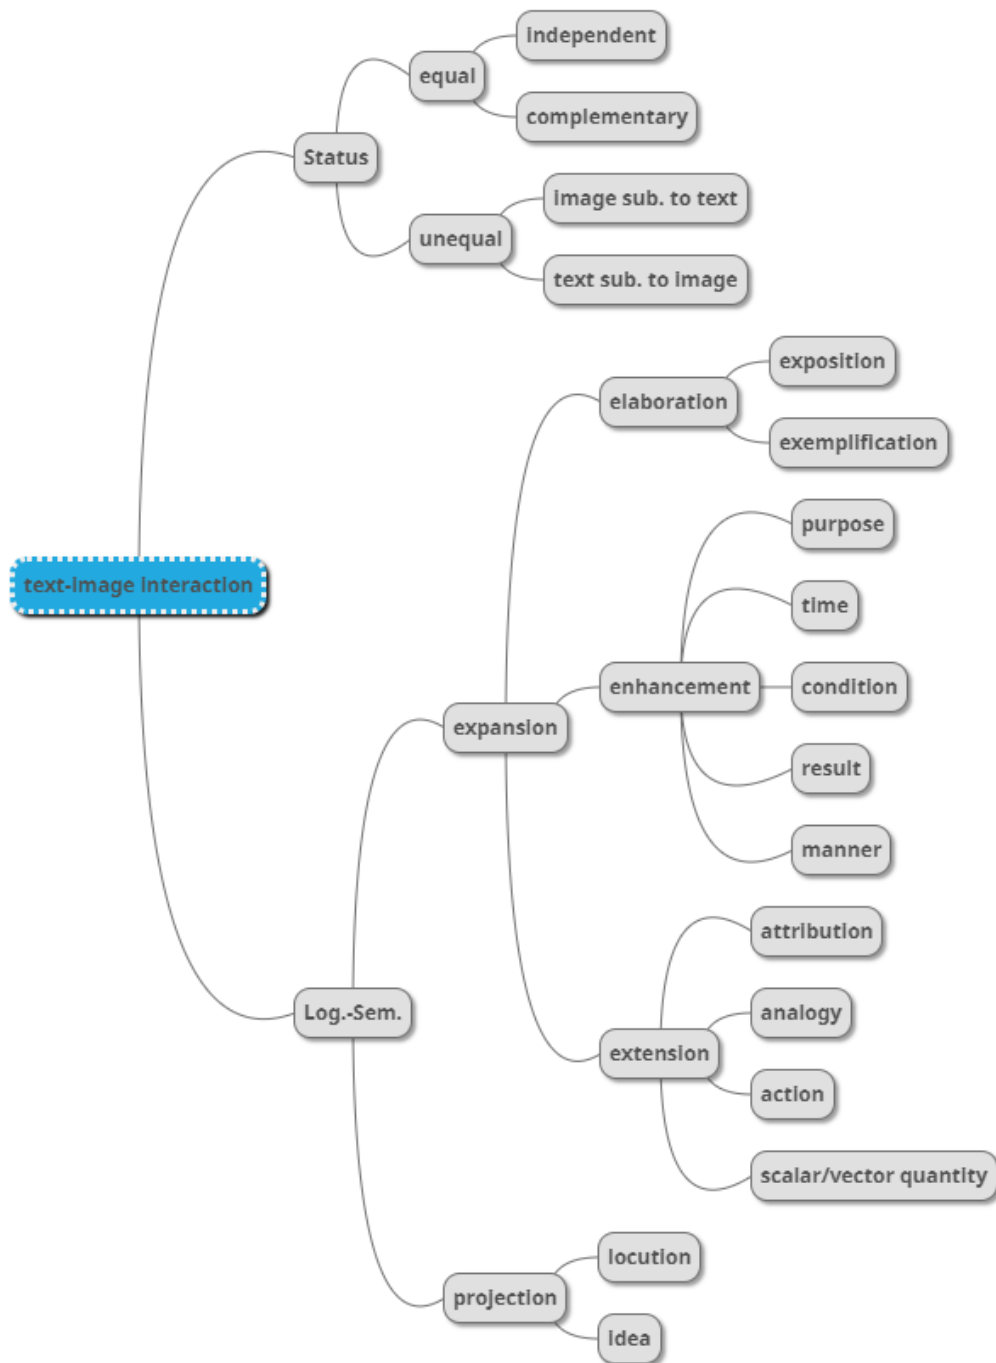 independent
equal
complementary
Status
image sub. to text
unequal
text sub. to image
exposition
elaboration
exemplification
purpose
time
text-image interaction
enhancement
condition
expansion
result
manner
attribution
analogy
Log.-Sem.
extension
action
scalar/vector quantity
locution
projection
idea